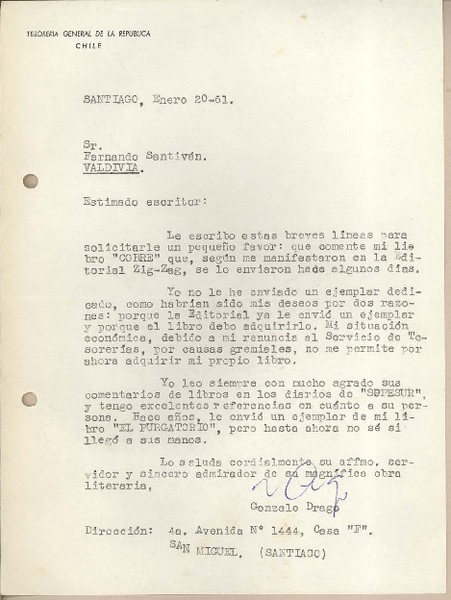 TESORERIA GENERAL DE LA REPUBLICA
CHILE
SANTIAGO, Enero 20-61.
Sr.
Fernando Santiván.
VALDIVIA.
Estimado escritor:
Le escribo estas breves líneas para
solicitarle un pequeño favor: que comente mi lie
bro "COBRE" que, según me manifestaron en la Edi-
torial Zig-Zag, se lo enviaron hace algunos días.
Yo no le he enviado un ejemplar dedi-
cado, como habrían sido mis deseos por dos razo-
nes: porque la Editorial ya le envió un ejemplar
y porque el libro debo adquirirlo. Mi situación
económica, debido a mi renuncia al Servicio de Te-
sorerías, por causas gremiales, no me permite por
ahora adquirir mi propio libro.
Yo leo siempre con mucho agrado sus
comentarios de libros en los diarios de "SOPESUR",
y tengo excelentes referencias en cuánto a su per-
sona. Hace años, le envió un ejemplar de mi li-
bro "EL PURGATORIO", pero hasta ahora no sé si
llegó a sus manos.
Lo saluda cordialmente su affmo. ser-
vidor y sincero admirador de su magnífica obra
literaria,
Gonzalo Drago
Dirección: 4a. Avenida N° 1444, Casa "F".
SAN MIGUEL. (SANTIAGO)